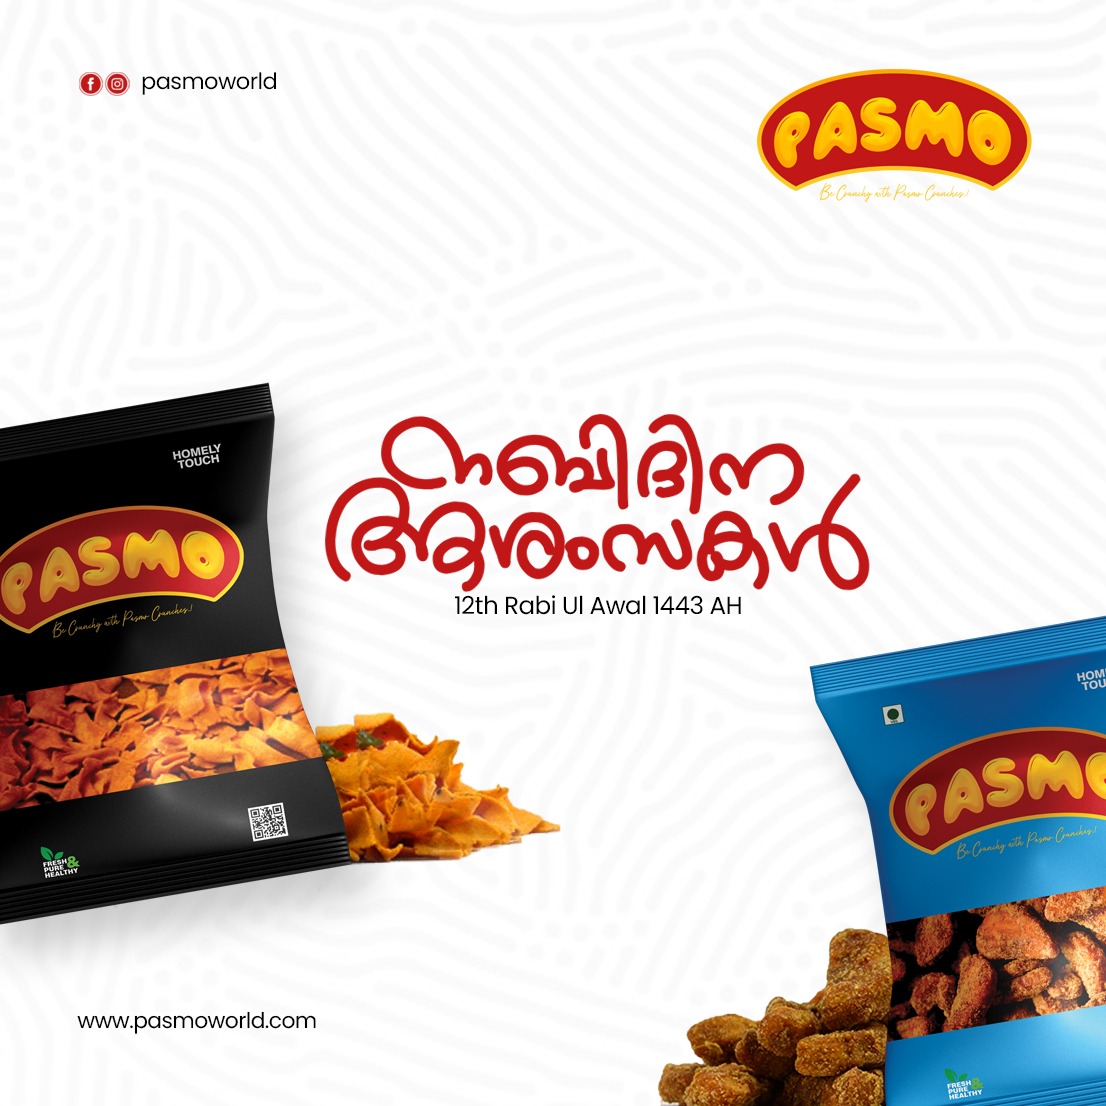 pasmoworld
PASMO
Be Crunchy with Pasmo Crunches.!
HOMELY
TOUCH
PASMO
Be Crunchy with Pasmo Crunches.!
FRESH
PURE &
HEALTHY
നബിദിന
ആശംസകൾ
12th Rabi Ul Awal 1443 AH
PASMO
Be Crunchy with Pasmo Crunches.!
FRESH
PURE &
HEALTHY
www.pasmoworld.com